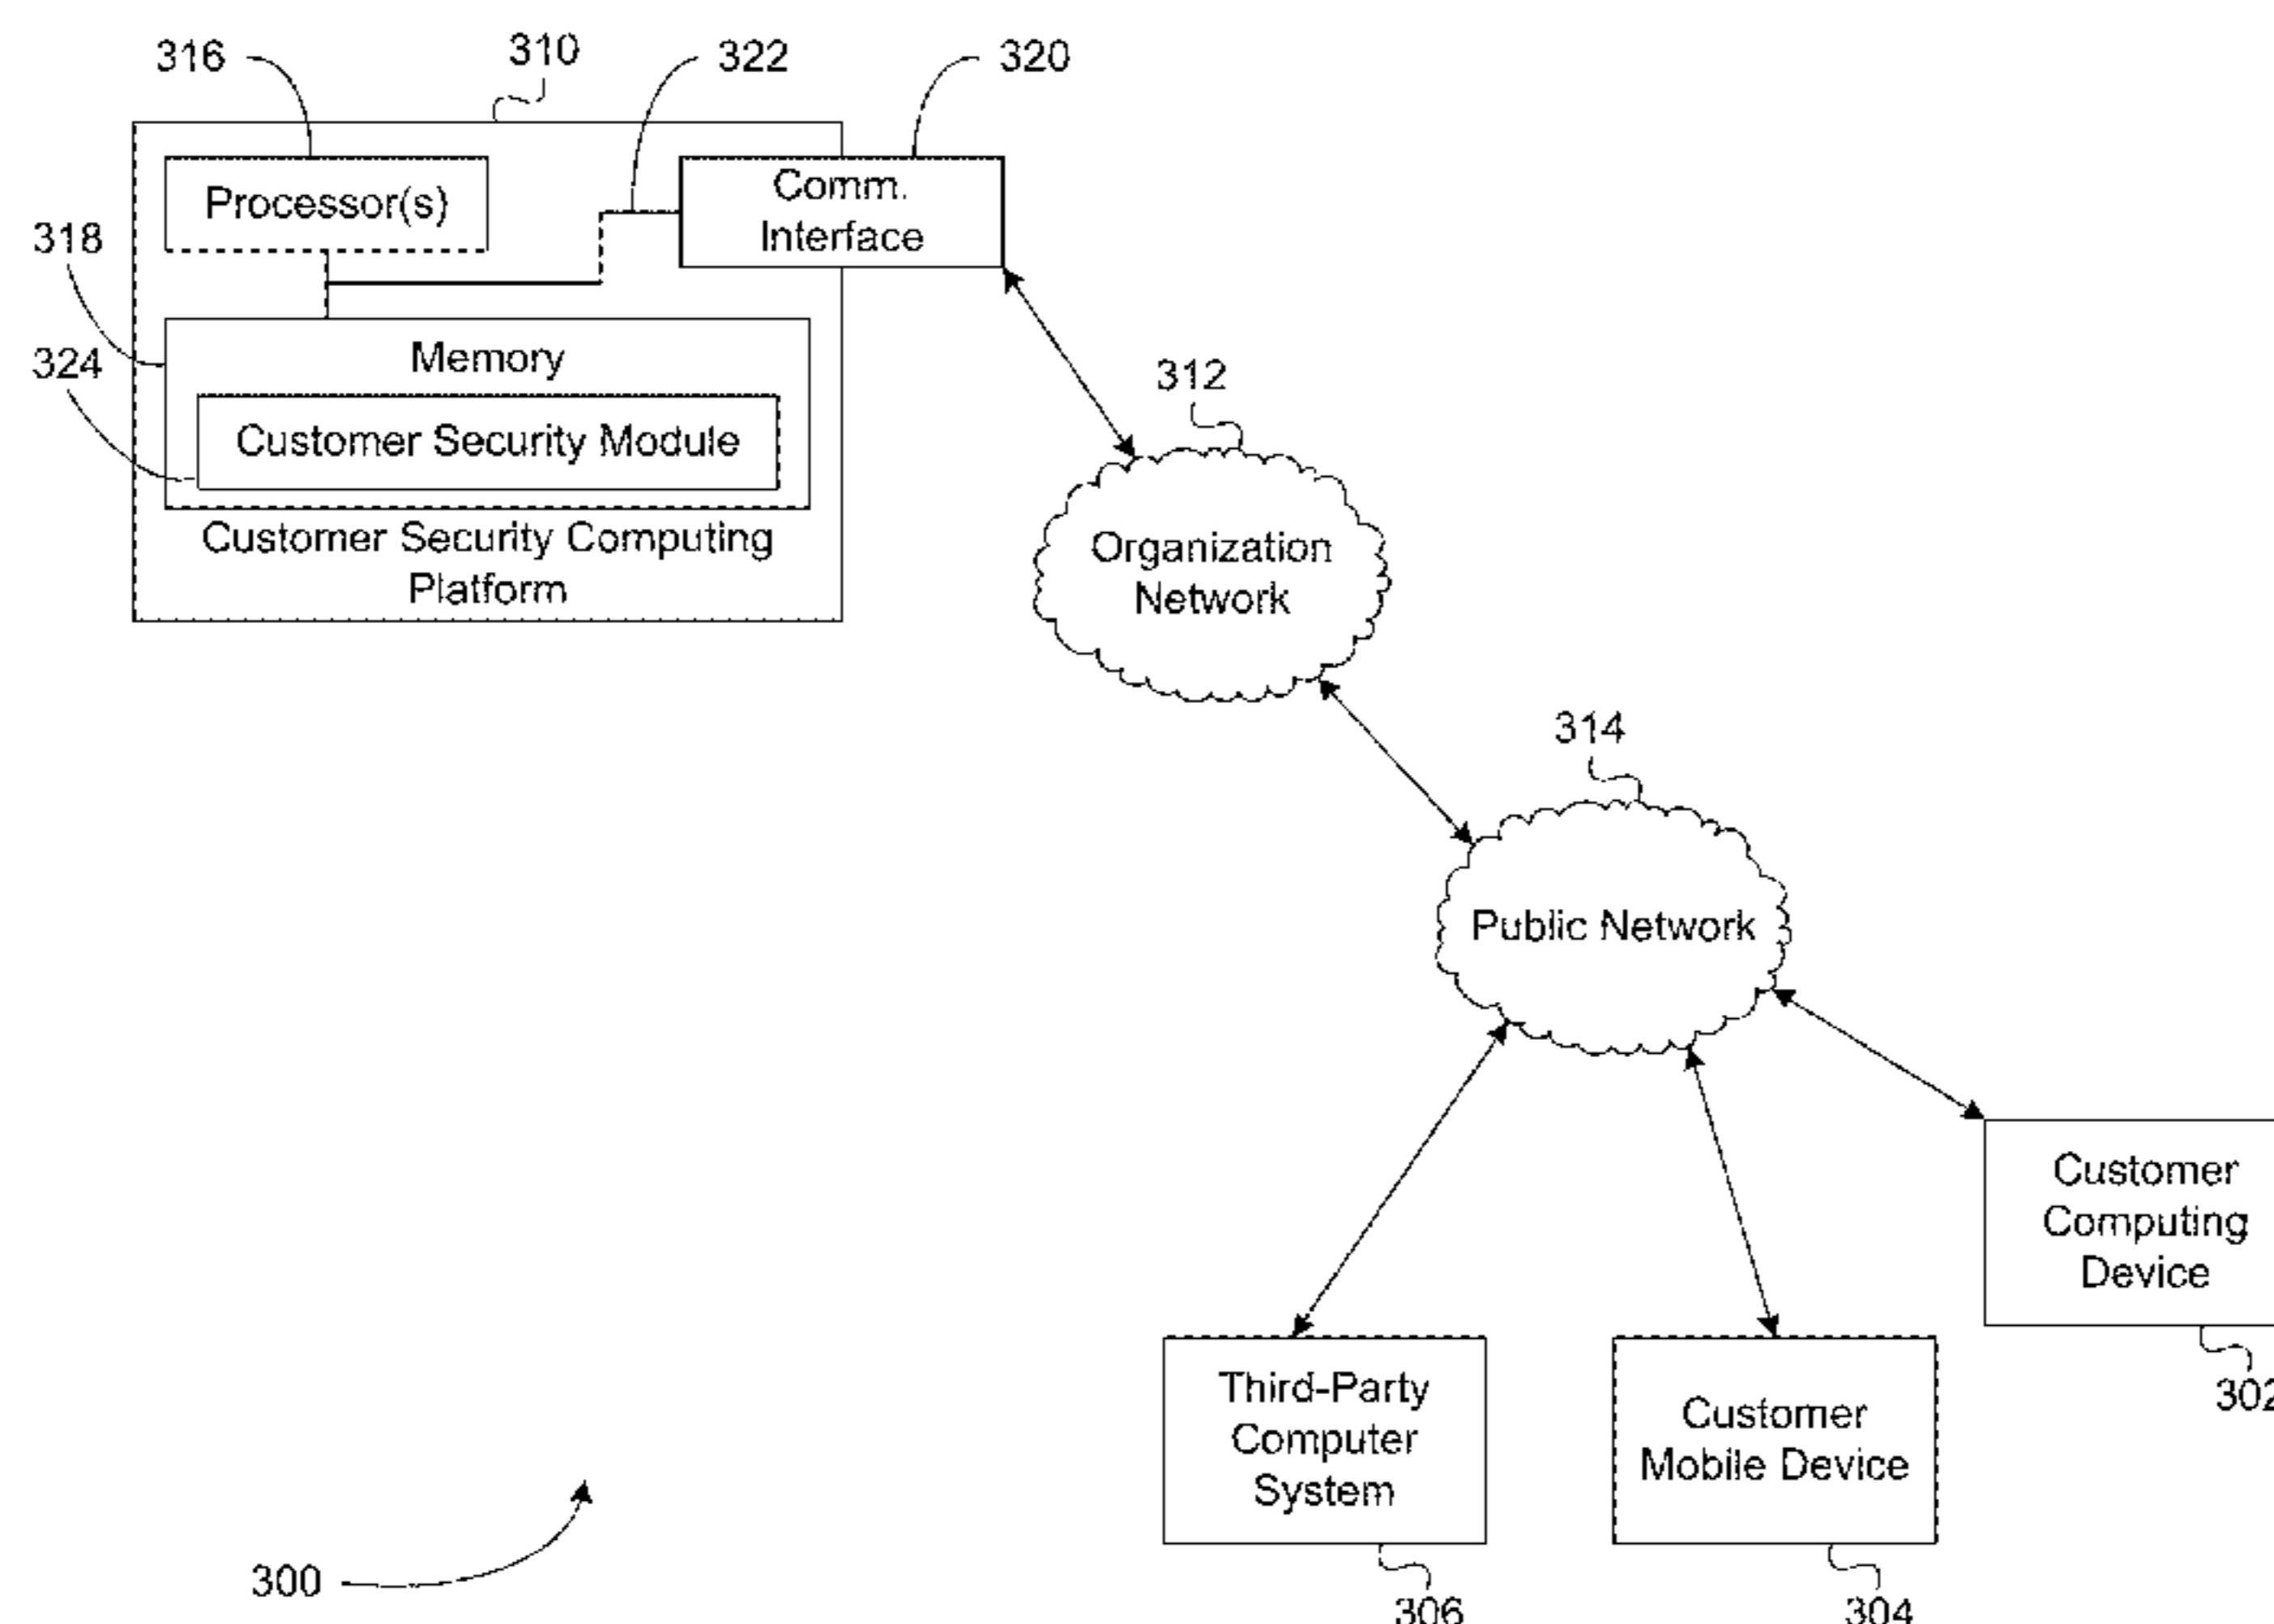 316
310
322
320
Processor(s)
Comm.
Interface
318
324
Memory
Customer Security Module
Customer Security Computing
Platform
312
Organization
Network
314
Public Network
Customer
Computing
Device
302
Third-Party
Computer
System
Customer
Mobile Device
306
304
300